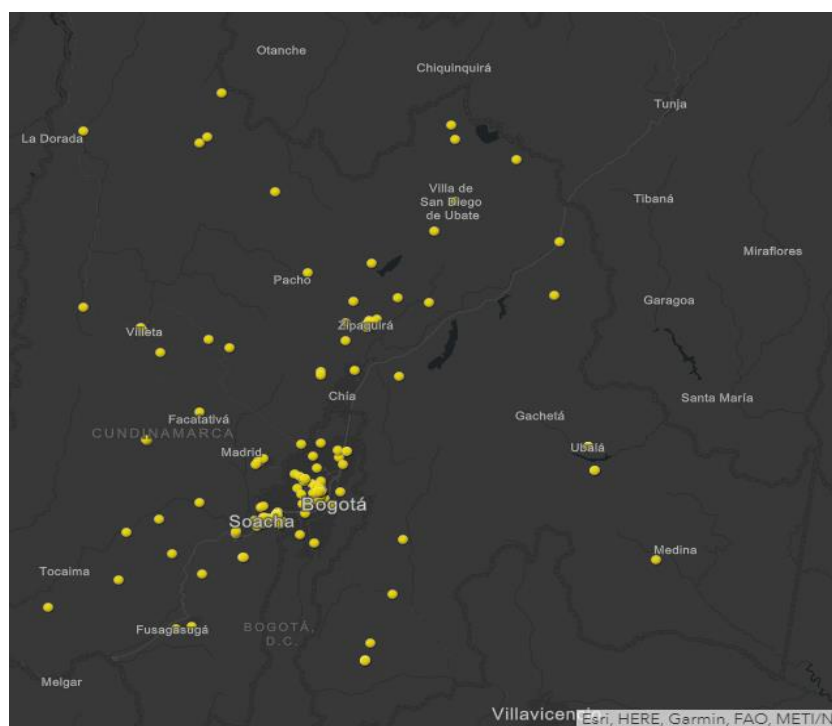 Otanche
Chiquinquirá
Tunja
La Dorada
Villa de
San Diego
de Ubate
Tibaná
Miraflores
Pacho
Garagoa
Villeta
Zipaquirá
Santa María
Chía
Gachetá
Facatativá
CUNDINAMARCA
Ubalá
Madrid
Bogotá
Soacha
Medina
Tocaima
Fusagasugá
BOGOTÁ,
D.C.
Melgar
Villavicencio
Esri, HERE, Garmin, FAO, METI/N